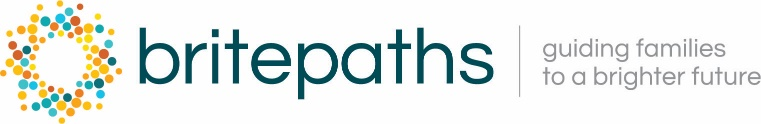 britepaths
guiding families
to a brighter future